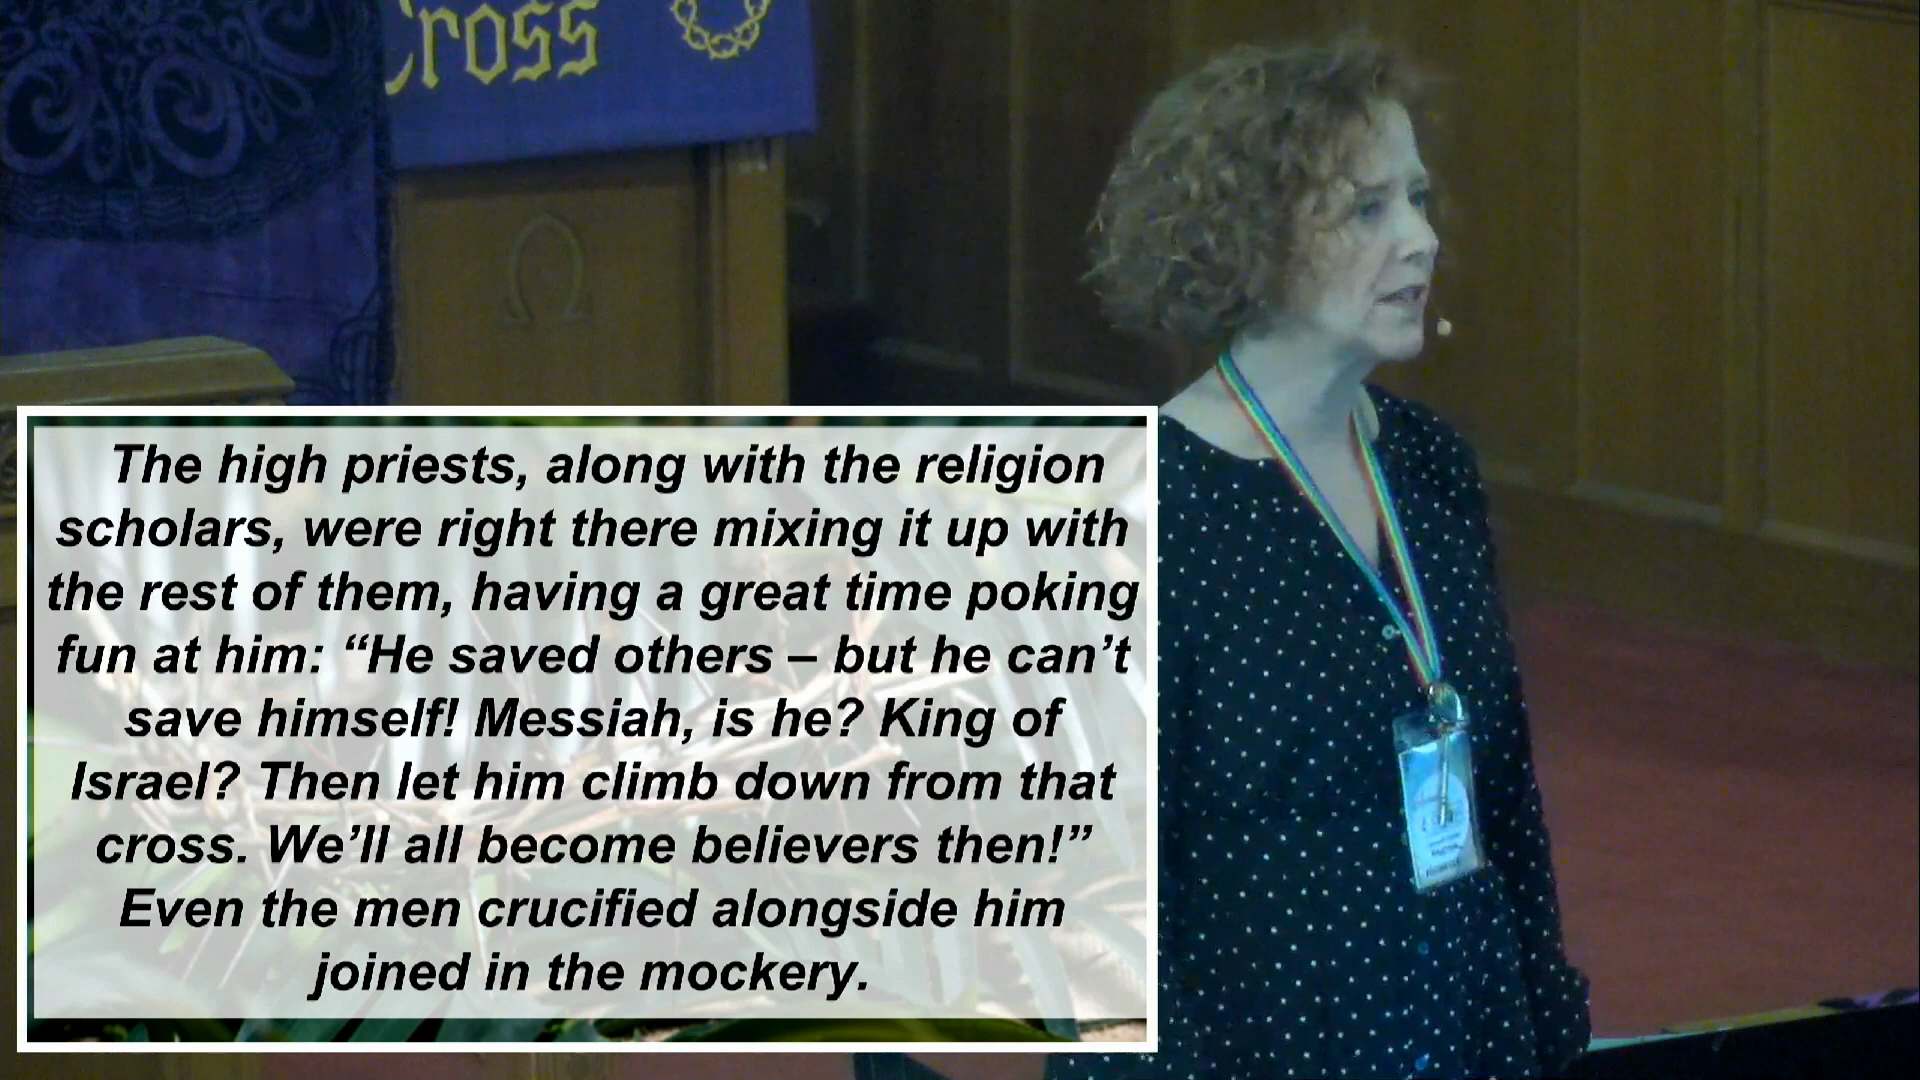 Cross
The high priests, along with the religion
scholars, were right there mixing it up with
the rest of them, having a great time poking
fun at him: “He saved others – but he can’t
save himself! Messiah, is he? King of
Israel? Then let him climb down from that
cross. We’ll all become believers then!”
Even the men crucified alongside him
joined in the mockery.